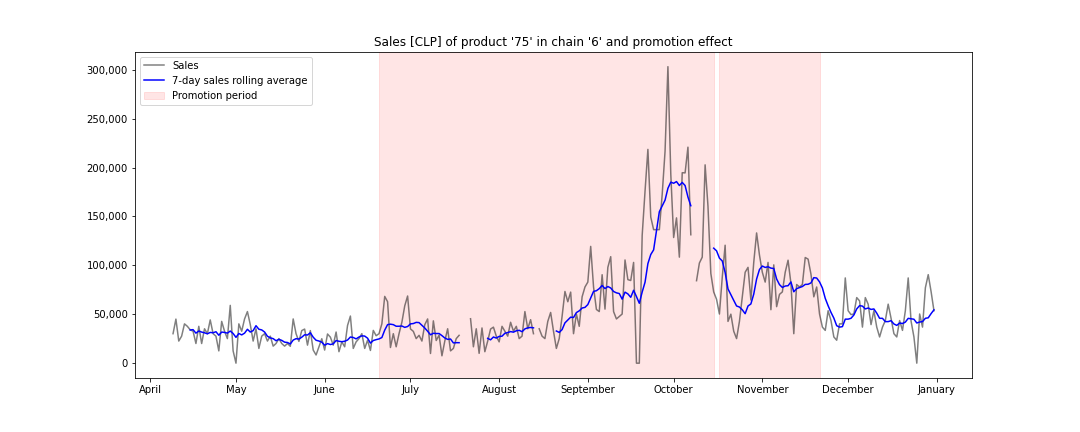 Sales [CLP] of product '75' in chain '6' and promotion effect
Sales
7-day sales rolling average
Promotion period
300,000
250,000
200,000
150,000
100,000
50,000
0
April May June July August September October November December January